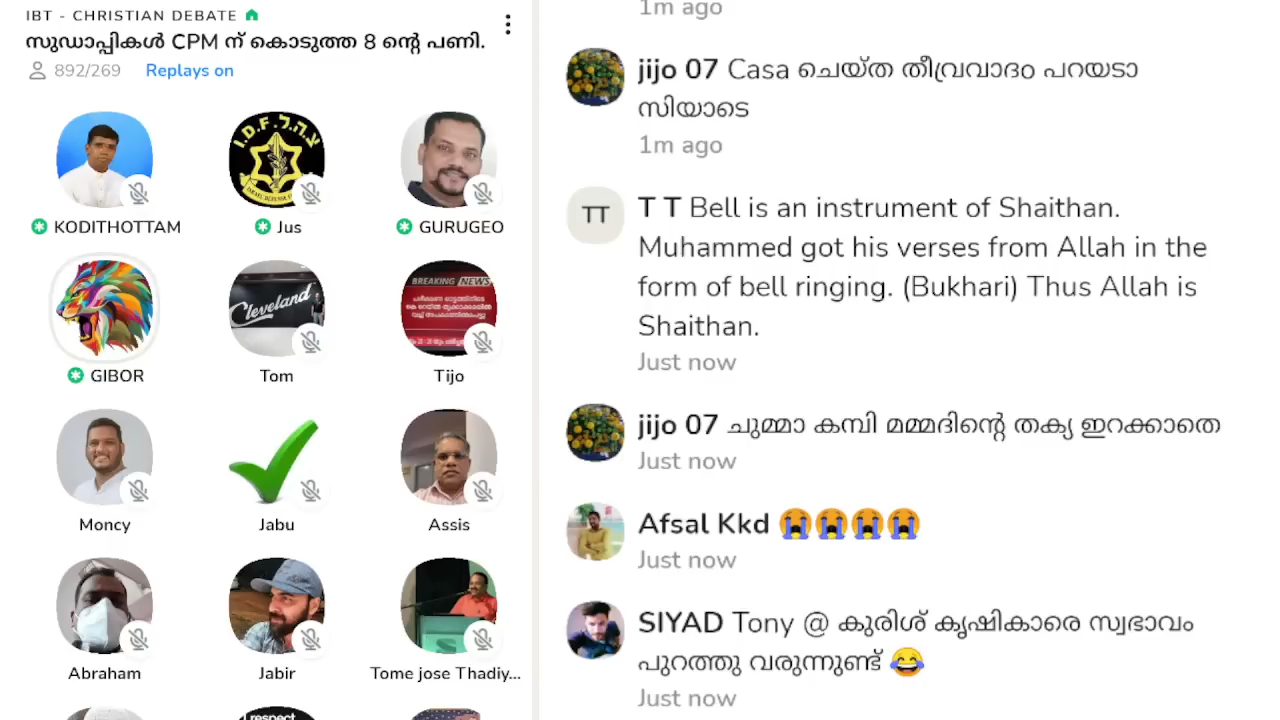 IBT - CHRISTIAN DEBATE
സുഡാപ്പികൾ CPM ന് കൊടുത്ത 8 ന്റെ പണി.
892/269 Replays on
I.D.F. צ.ה.ל.
KODITHOTTAM
Jus
GURUGEO
Cleveland
BREAKING NEWS
GIBOR
Tom
Tijo
Moncy
Jabu
Assis
Abraham
Jabir
Tome jose Thadiy...
respect
1m ago
jijo 07 Casa ചെയ്ത തീവ്രവാദം പറയടാ
സിയാടെ
1m ago
TT
T T Bell is an instrument of Shaithan.
Muhammed got his verses from Allah in the
form of bell ringing. (Bukhari) Thus Allah is
Shaithan.
Just now
jijo 07 ചുമ്മാ കമ്പി മമ്മദിന്റെ തക്യ ഇറക്കാതെ
Just now
Afsal Kkd 😭😭😭😭
Just now
SIYAD Tony @ കുരിശ് കൃഷികാരെ സ്വഭാവം
പുറത്തു വരുന്നുണ്ട് 😂
Just now